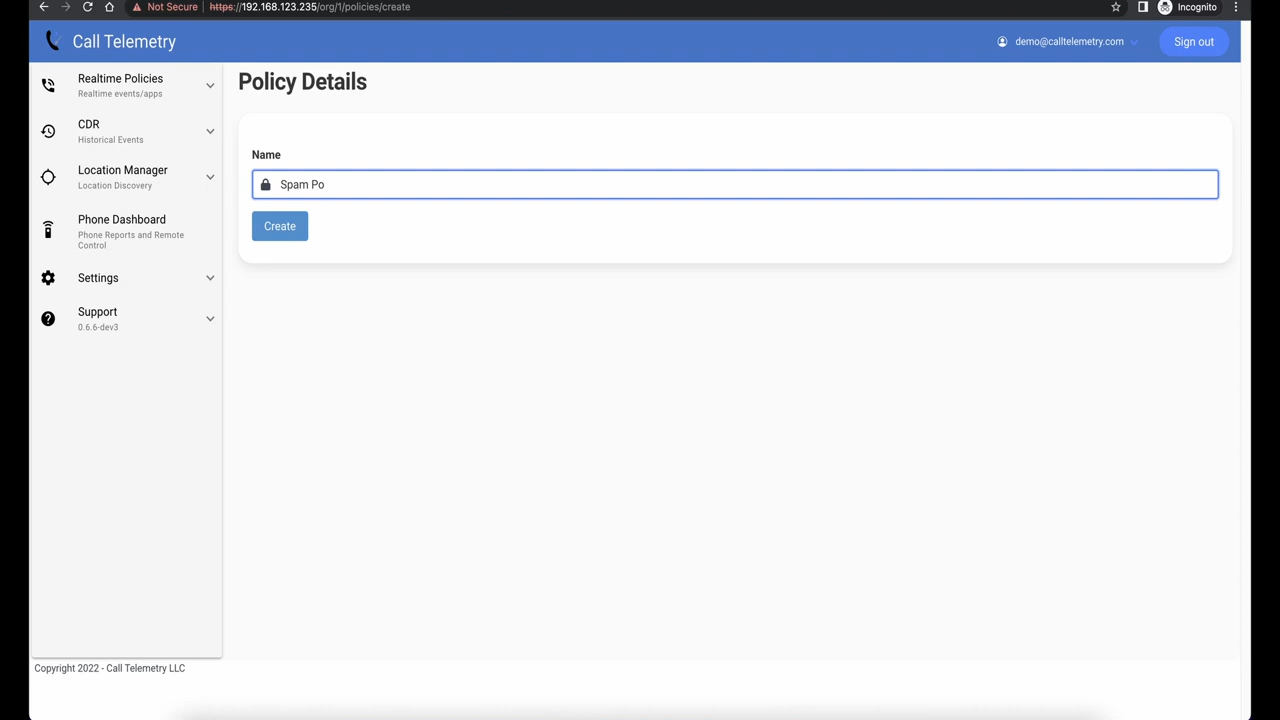 Not Secure https://192.168.123.235/org/1/policies/create Incognito
Call Telemetry demo@calltelemetry.com Sign out
Realtime Policies
Realtime events/apps
CDR
Historical Events
Location Manager
Location Discovery
Phone Dashboard
Phone Reports and Remote
Control
Settings
Support
0.6.6-dev3
Policy Details
Name
Spam Po
Create
Copyright 2022 - Call Telemetry LLC